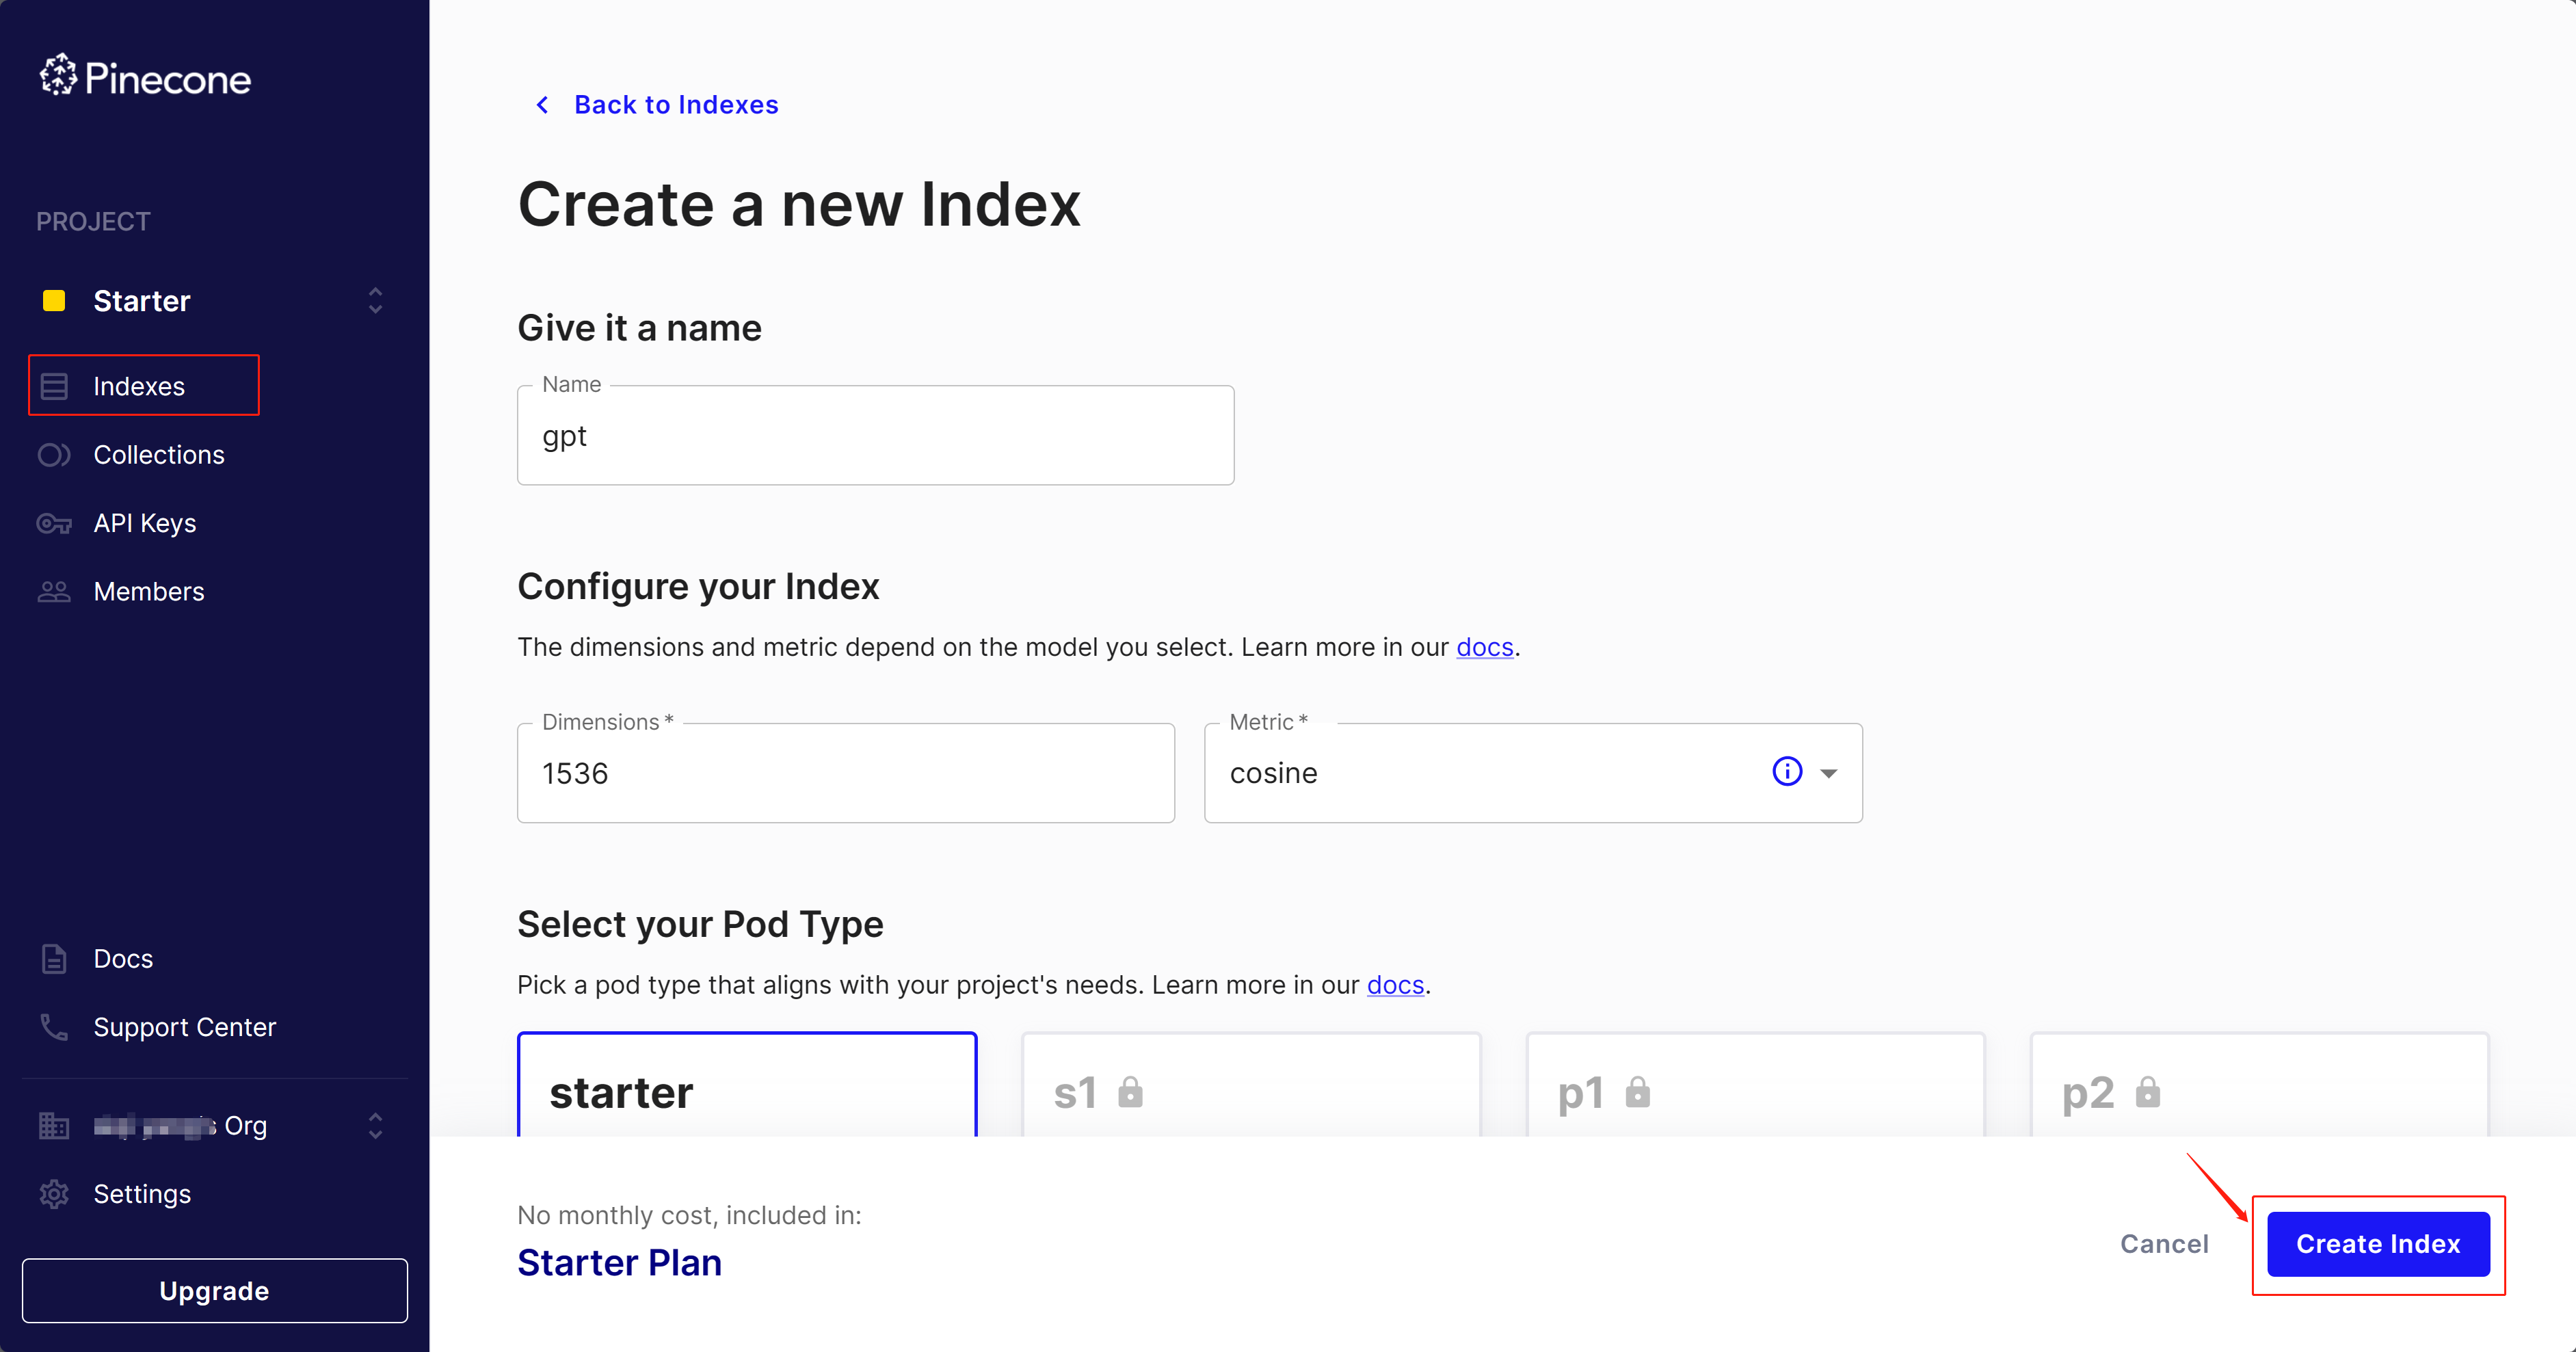 Pinecone
PROJECT
Starter
Indexes
Collections
API Keys
Members
Docs
Support Center
Org
Settings
Upgrade
Back to Indexes
Create a new Index
Give it a name
Name
gpt
Configure your Index
The dimensions and metric depend on the model you select. Learn more in our docs.
Dimensions *
1536
Metric *
cosine
Select your Pod Type
Pick a pod type that aligns with your project's needs. Learn more in our docs.
starter
s1
p1
p2
No monthly cost, included in:
Starter Plan
Cancel
Create Index